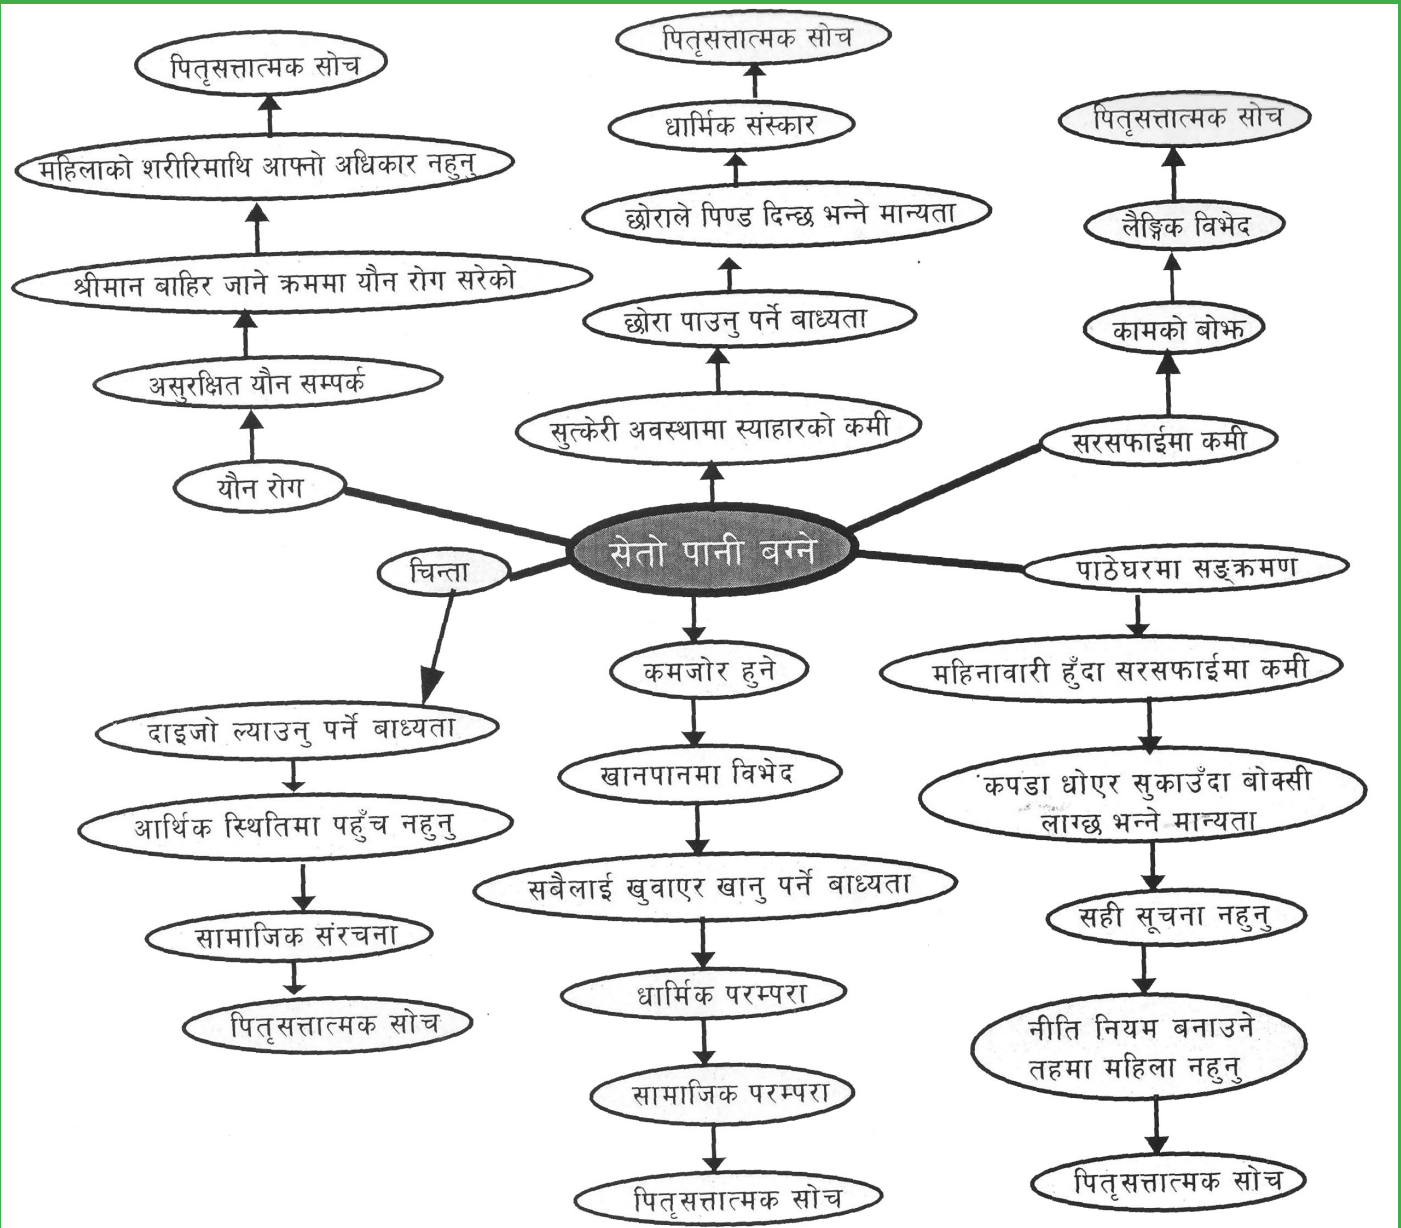 पितृसत्तात्मक सोच
महिलाको शरीरिमाथि आफ्नो अधिकार नहुनु
श्रीमान बाहिर जाने क्रममा यौन रोग सरेको
असुरक्षित यौन सम्पर्क
यौन रोग
पितृसत्तात्मक सोच
धार्मिक संस्कार
छोराले पिण्ड दिन्छ भन्ने मान्यता
छोरा पाउनु पर्ने बाध्यता
सुत्केरी अवस्थामा स्याहारको कमी
पितृसत्तात्मक सोच
लैङ्गिक विभेद
कामको बोझ
सरसफाईमा कमी
सेतो पानी बग्ने
चिन्ता
दाइजो ल्याउनु पर्ने बाध्यता
आर्थिक स्थितिमा पहुँच नहुनु
सामाजिक संरचना
पितृसत्तात्मक सोच
कमजोर हुने
खानपानमा विभेद
सबैलाई खुवाएर खानु पर्ने बाध्यता
धार्मिक परम्परा
सामाजिक परम्परा
पितृसत्तात्मक सोच
पाठेघरमा सङ्क्रमण
महिनावारी हुँदा सरसफाईमा कमी
कपडा धोएर सुकाउँदा बोक्सी
लाग्छ भन्ने मान्यता
सही सूचना नहुनु
नीति नियम बनाउने
तहमा महिला नहुनु
पितृसत्तात्मक सोच